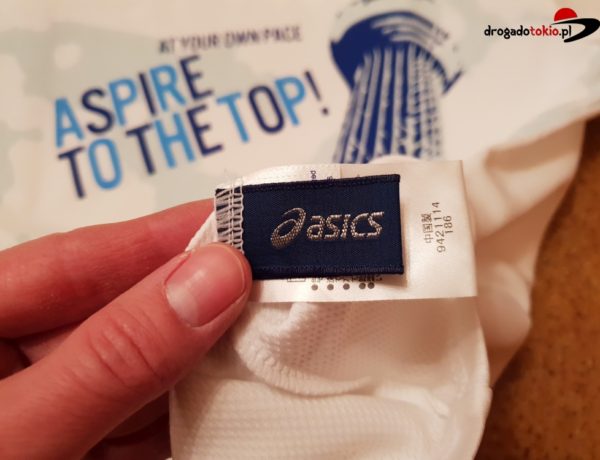 drogadotokio.pl
AT YOUR OWN PACE
ASPIRE
TO THE TOP!
asics
中国製
9421114
186